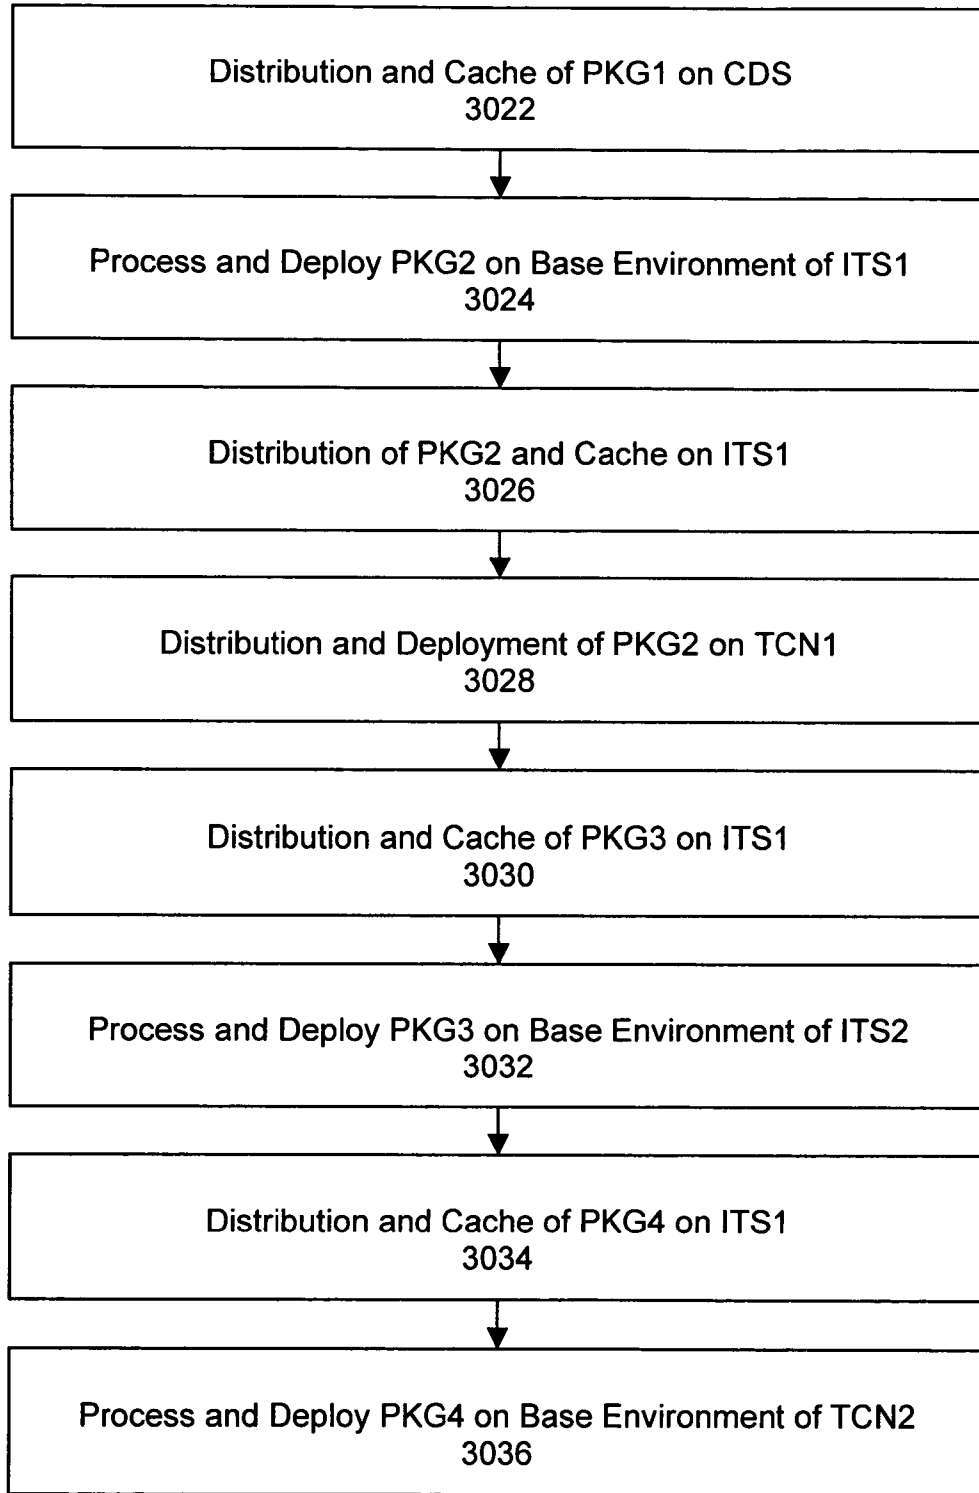 Distribution and Cache of PKG1 on CDS
3022
Process and Deploy PKG2 on Base Environment of ITS1
3024
Distribution of PKG2 and Cache on ITS1
3026
Distribution and Deployment of PKG2 on TCN1
3028
Distribution and Cache of PKG3 on ITS1
3030
Process and Deploy PKG3 on Base Environment of ITS2
3032
Distribution and Cache of PKG4 on ITS1
3034
Process and Deploy PKG4 on Base Environment of TCN2
3036